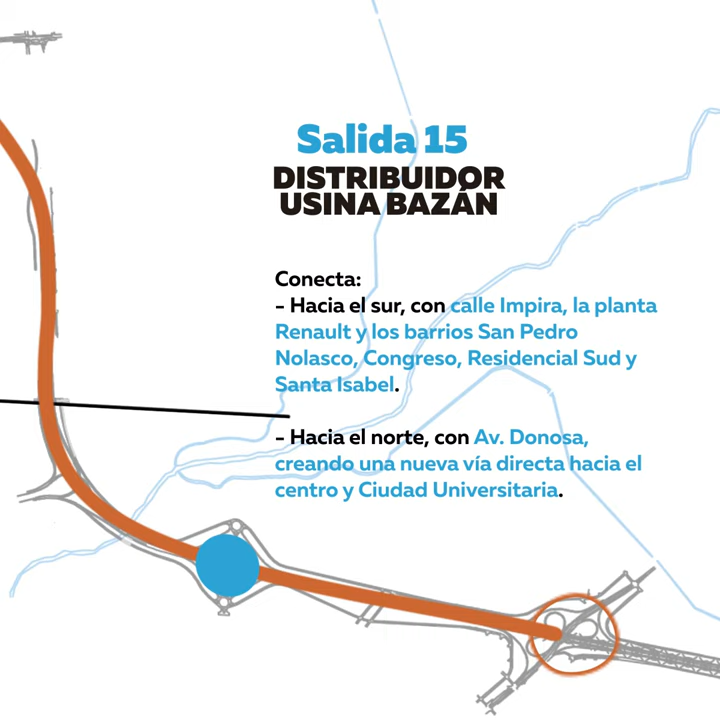 Salida 15
DISTRIBUIDOR
USINA BAZÁN
Conecta:
- Hacia el sur, con calle Impira, la planta
Renault y los barrios San Pedro
Nolasco, Congreso, Residencial Sud y
Santa Isabel.
- Hacia el norte, con Av. Donosa,
creando una nueva vía directa hacia el
centro y Ciudad Universitaria.